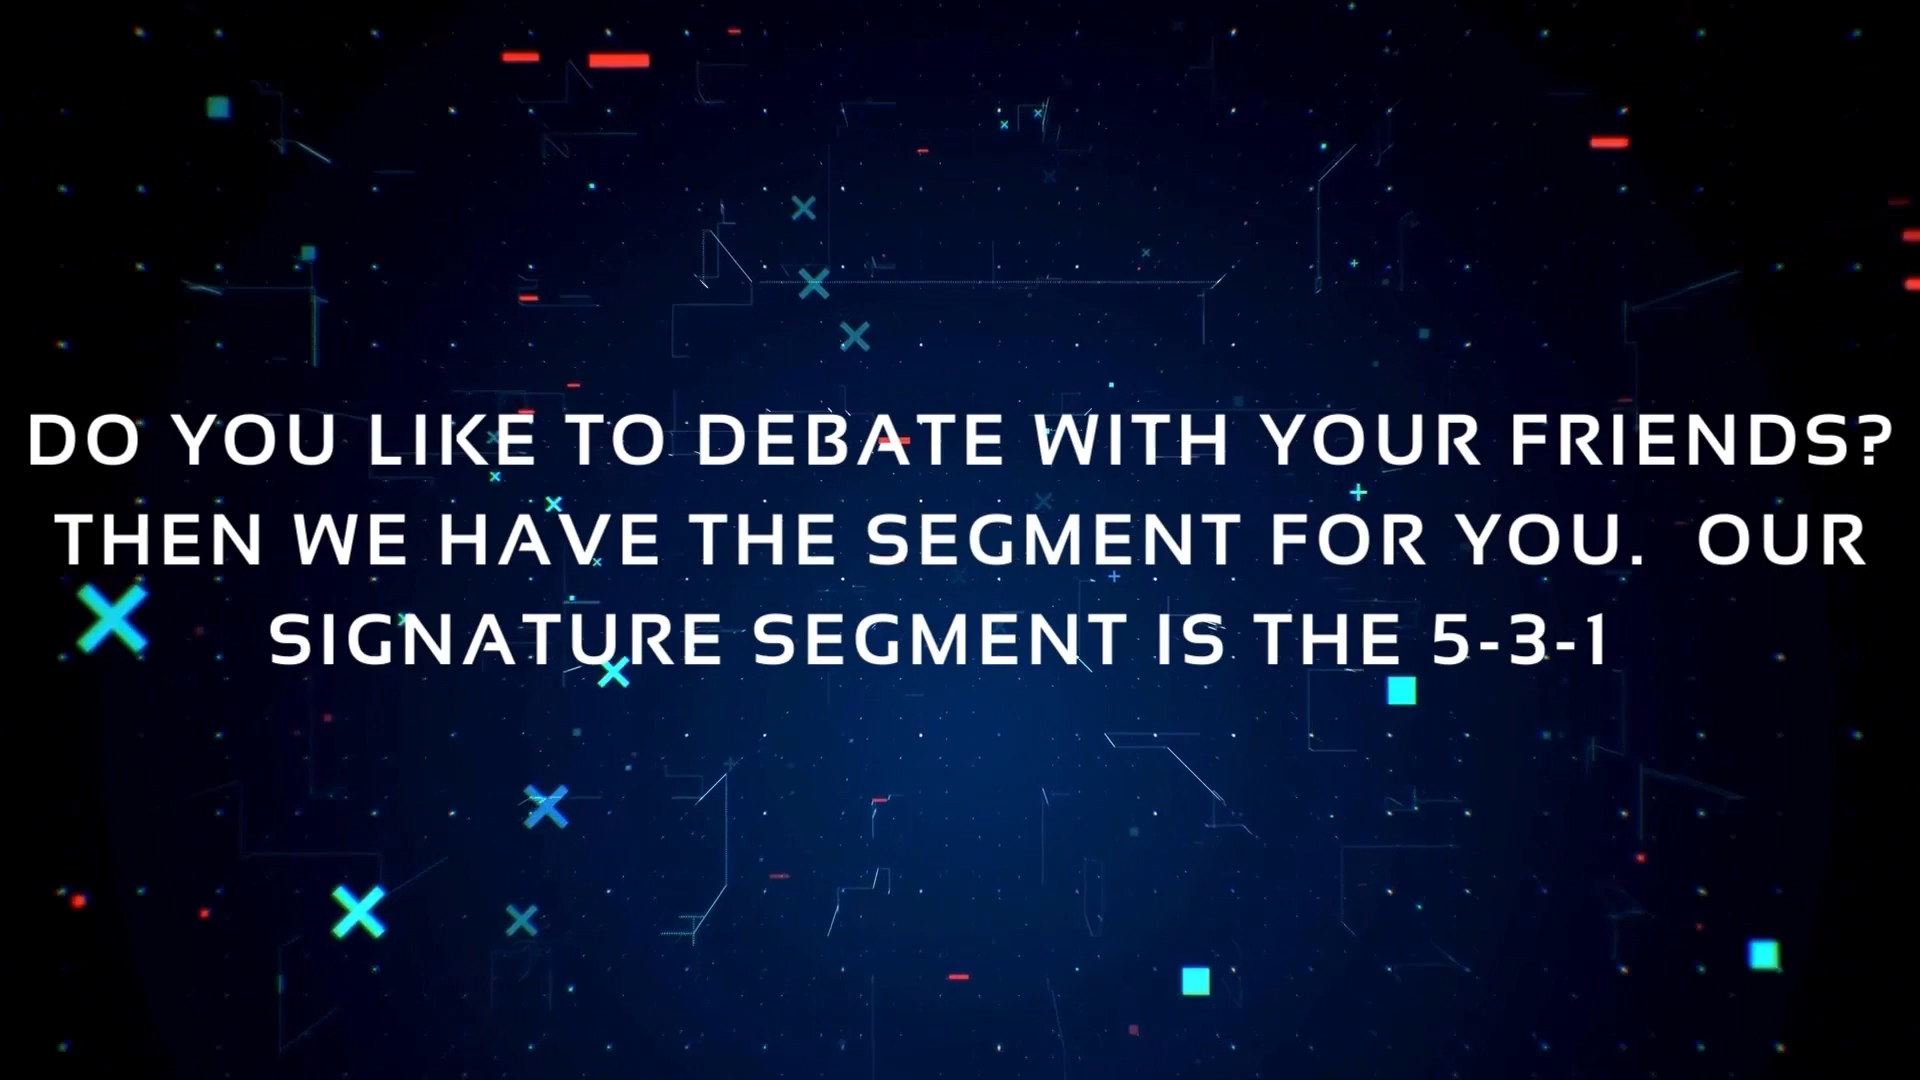 DO YOU LIKE TO DEBATE WITH YOUR FRIENDS?
THEN WE HAVE THE SEGMENT FOR YOU.  OUR
SIGNATURE SEGMENT IS THE 5-3-1